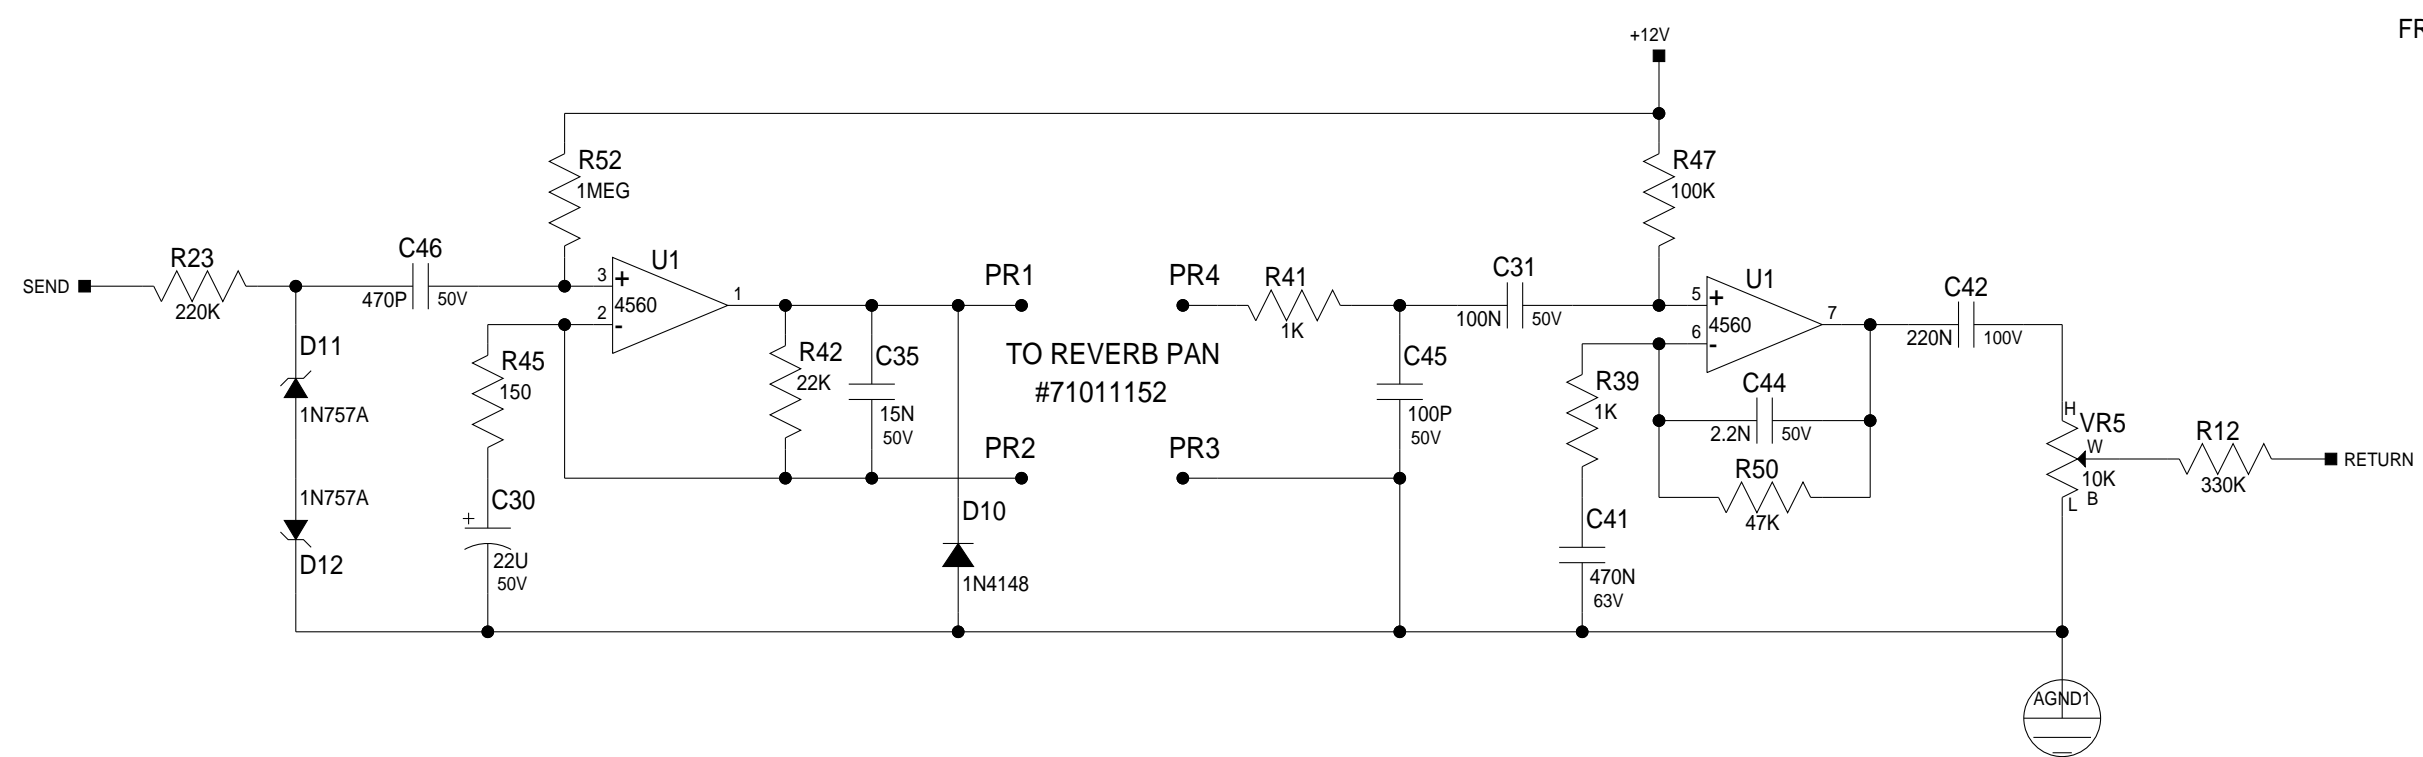 FR
+12V
R52
1MEG
R47
100K
R23
220K
SEND
C46
470P 50V
3
+
U1
4560
2
-
1
PR1
PR4
R41
1K
C31
100N 50V
5
+
U1
4560
6
-
7
C42
220N 100V
D11
1N757A
R45
150
R42
22K
C35
15N
50V
TO REVERB PAN
#71011152
C45
100P
50V
R39
1K
C44
2.2N 50V
H
VR5
W
10K
L B
R12
330K
RETURN
PR2
PR3
R50
47K
1N757A
D12
C30
+
22U
50V
D10
1N4148
C41
470N
63V
AGND1